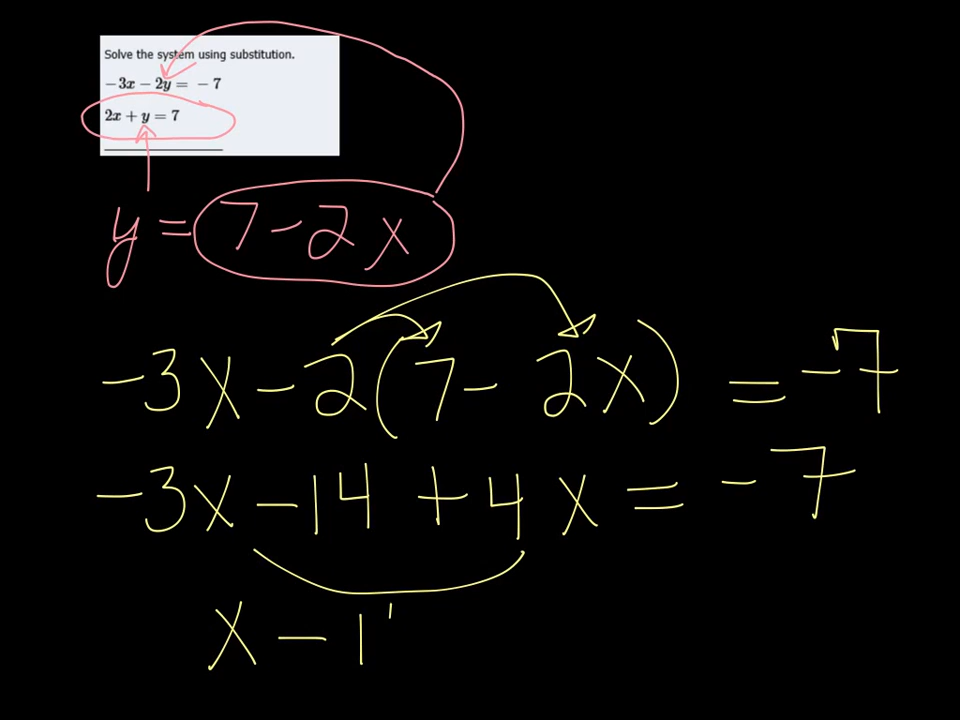 Solve the system using substitution.
−3x − 2y = − 7
2x + y = 7
y = 7 - 2x
-3x - 2(7 - 2x) = -7
-3x - 14 + 4x = -7
x - 1